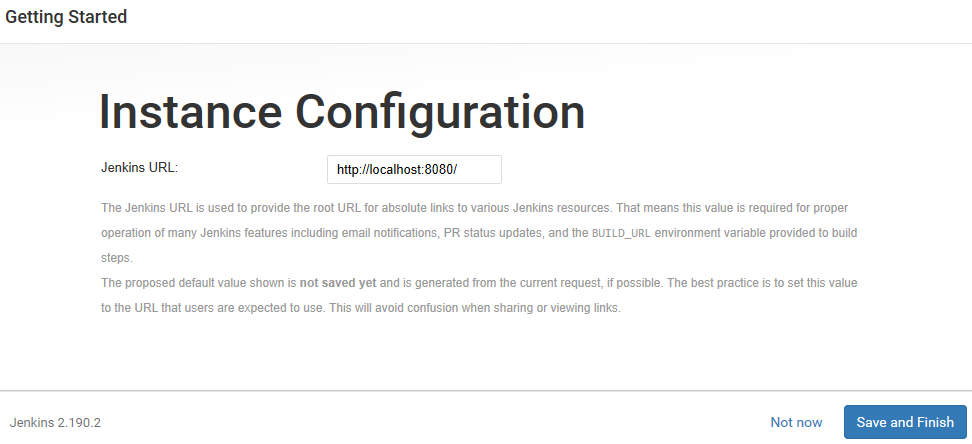 Getting Started
Instance Configuration
Jenkins URL:
http://localhost:8080/
The Jenkins URL is used to provide the root URL for absolute links to various Jenkins resources. That means this value is required for proper
operation of many Jenkins features including email notifications, PR status updates, and the BUILD_URL environment variable provided to build
steps.
The proposed default value shown is not saved yet and is generated from the current request, if possible. The best practice is to set this value
to the URL that users are expected to use. This will avoid confusion when sharing or viewing links.
Jenkins 2.190.2
Not now
Save and Finish